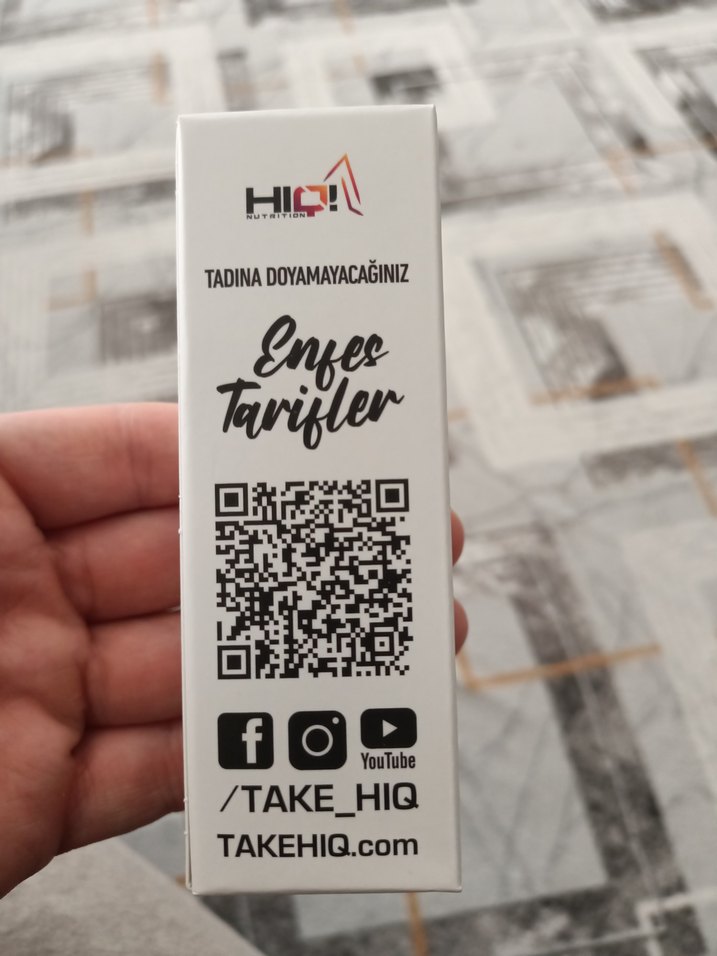 HIQ!
NUTRITION
TADINA DOYAMAYACAĞINIZ
Enfes
Tarifler
YouTube
/TAKE_HIQ
TAKEHIQ.com